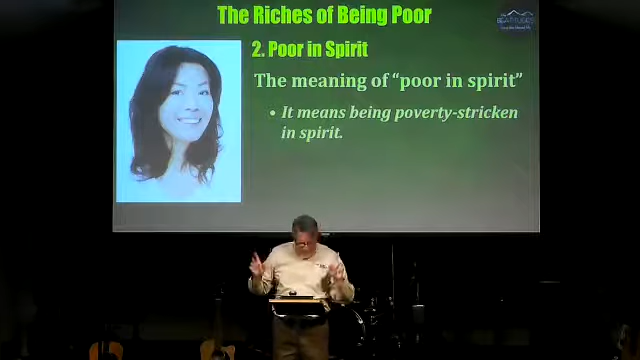 The Riches of Being Poor
BEATITUDES
2. Poor in Spirit
The meaning of “poor in spirit”
• It means being poverty-stricken
in spirit.